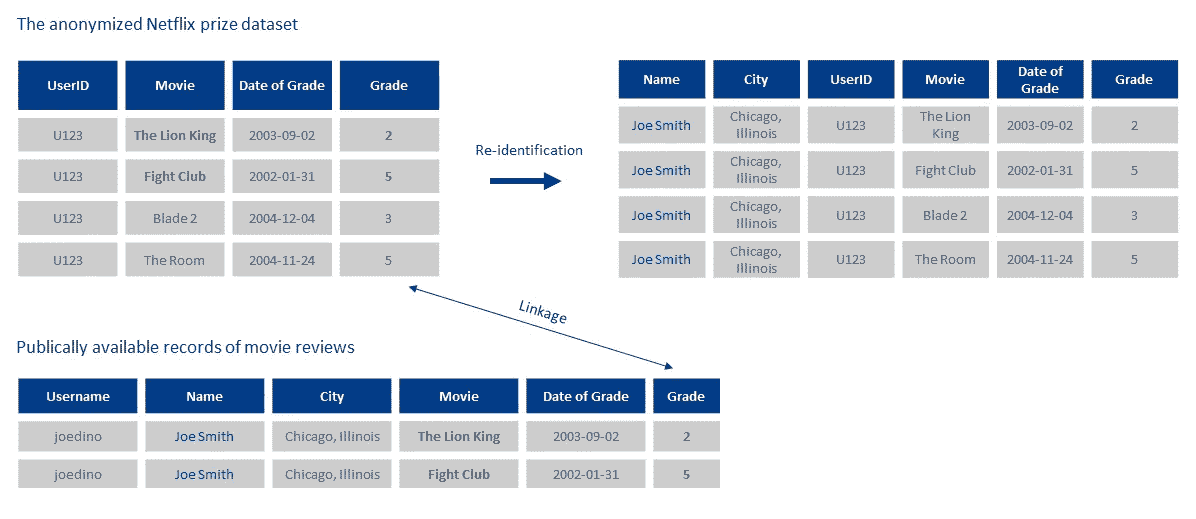 The anonymized Netflix prize dataset
UserID Movie Date of Grade Grade
U123 The Lion King 2003-09-02 2
U123 Fight Club 2002-01-31 5
U123 Blade 2 2004-12-04 3
U123 The Room 2004-11-24 5
Re-identification
Name City UserID Movie Date of Grade Grade
Joe Smith Chicago, Illinois U123 The Lion King 2003-09-02 2
Joe Smith Chicago, Illinois U123 Fight Club 2002-01-31 5
Joe Smith Chicago, Illinois U123 Blade 2 2004-12-04 3
Joe Smith Chicago, Illinois U123 The Room 2004-11-24 5
Linkage
Publically available records of movie reviews
Username Name City Movie Date of Grade Grade
joedino Joe Smith Chicago, Illinois The Lion King 2003-09-02 2
joedino Joe Smith Chicago, Illinois Fight Club 2002-01-31 5